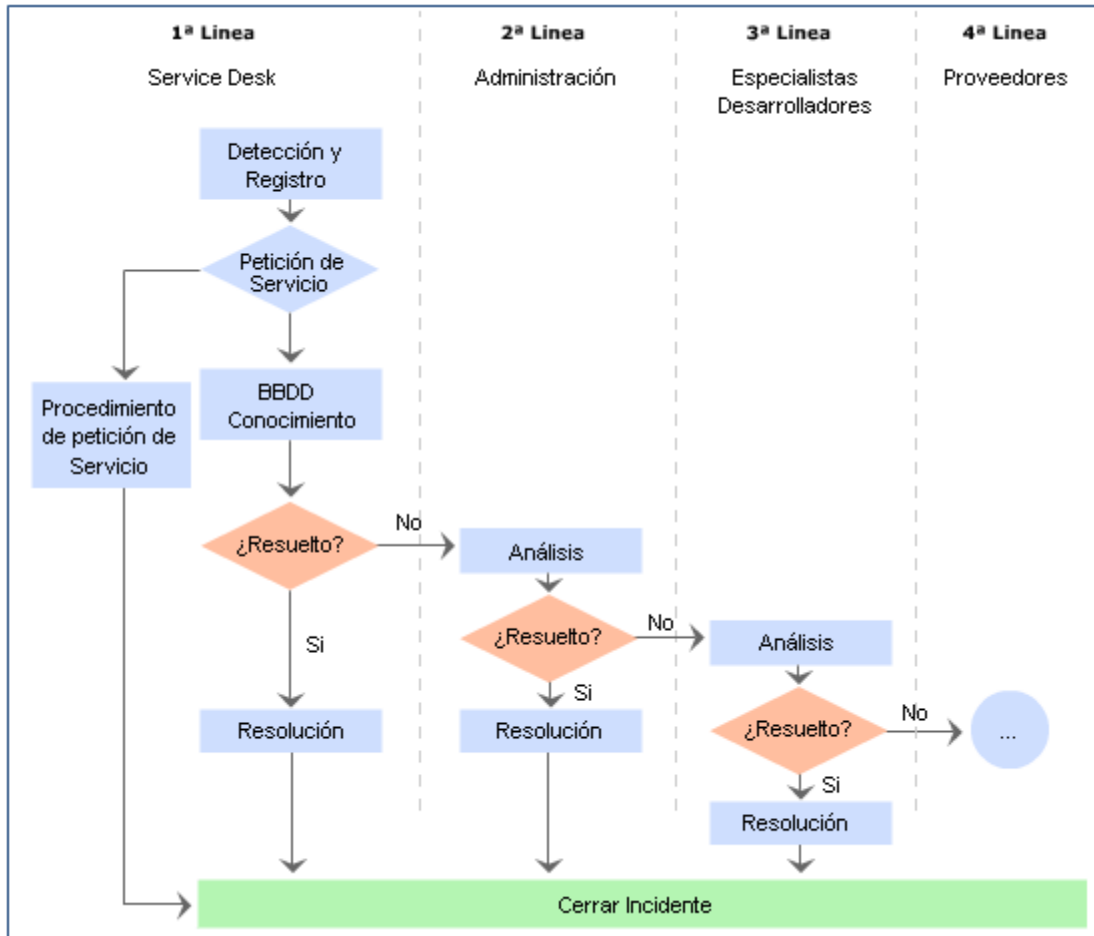 1ª Linea
2ª Linea
3ª Linea
4ª Linea
Service Desk
Administración
Especialistas
Desarrolladores
Proveedores
Detección y
Registro
Petición de
Servicio
Procedimiento
de petición de
Servicio
BBDD
Conocimiento
¿Resuelto?
No
Análisis
Si
¿Resuelto?
No
Análisis
Si
Resolución
Resolución
¿Resuelto?
No
...
Si
Resolución
Cerrar Incidente